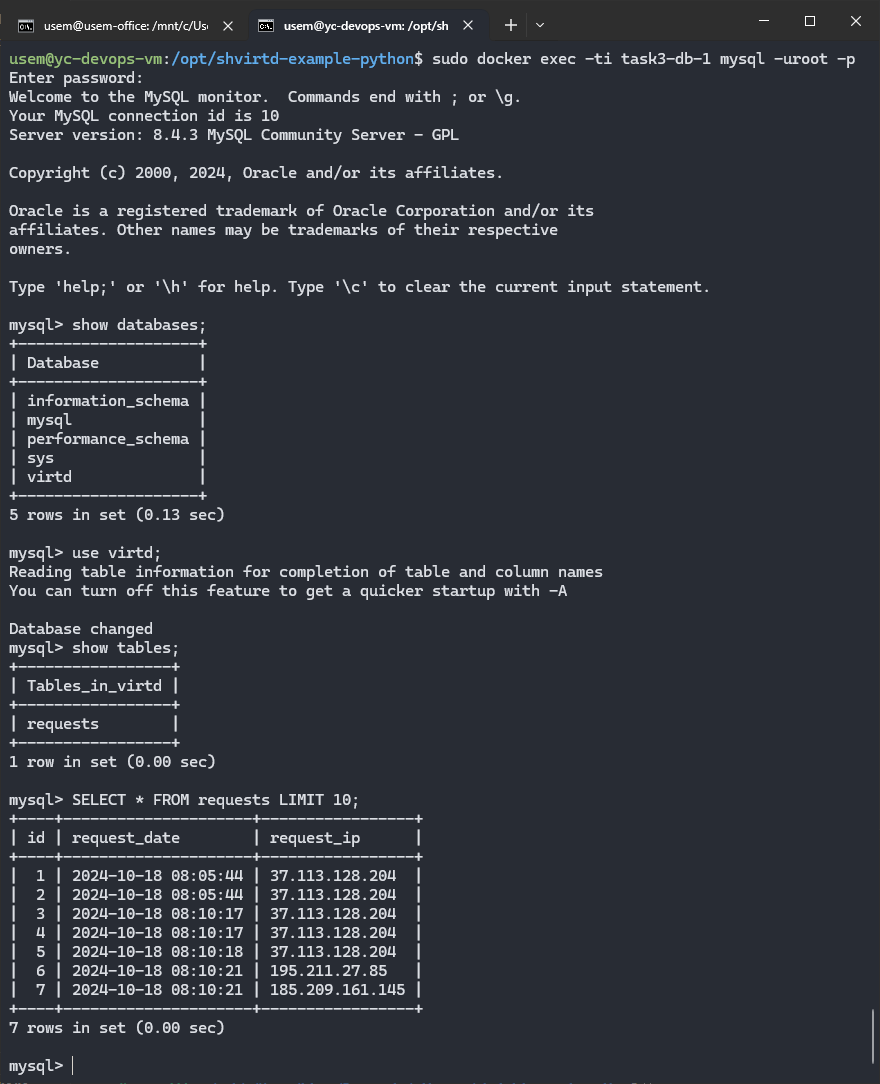 usem@usem-office: /mnt/c/Us
usem@yc-devops-vm: /opt/sh
usem@yc-devops-vm:/opt/shvirtd-example-python$ sudo docker exec -ti task3-db-1 mysql -uroot -p
Enter password:
Welcome to the MySQL monitor.  Commands end with ; or \g.
Your MySQL connection id is 10
Server version: 8.4.3 MySQL Community Server - GPL

Copyright (c) 2000, 2024, Oracle and/or its affiliates.

Oracle is a registered trademark of Oracle Corporation and/or its
affiliates. Other names may be trademarks of their respective
owners.

Type 'help;' or '\h' for help. Type '\c' to clear the current input statement.

mysql> show databases;
+--------------------+
| Database           |
+--------------------+
| information_schema |
| mysql              |
| performance_schema |
| sys                |
| virtd              |
+--------------------+
5 rows in set (0.13 sec)

mysql> use virtd;
Reading table information for completion of table and column names
You can turn off this feature to get a quicker startup with -A

Database changed
mysql> show tables;
+-----------------+
| Tables_in_virtd |
+-----------------+
| requests        |
+-----------------+
1 row in set (0.00 sec)

mysql> SELECT * FROM requests LIMIT 10;
+----+---------------------+-----------------+
| id | request_date        | request_ip      |
+----+---------------------+-----------------+
|  1 | 2024-10-18 08:05:44 | 37.113.128.204  |
|  2 | 2024-10-18 08:05:44 | 37.113.128.204  |
|  3 | 2024-10-18 08:10:17 | 37.113.128.204  |
|  4 | 2024-10-18 08:10:17 | 37.113.128.204  |
|  5 | 2024-10-18 08:10:18 | 37.113.128.204  |
|  6 | 2024-10-18 08:10:21 | 195.211.27.85   |
|  7 | 2024-10-18 08:10:21 | 185.209.161.145 |
+----+---------------------+-----------------+
7 rows in set (0.00 sec)

mysql>